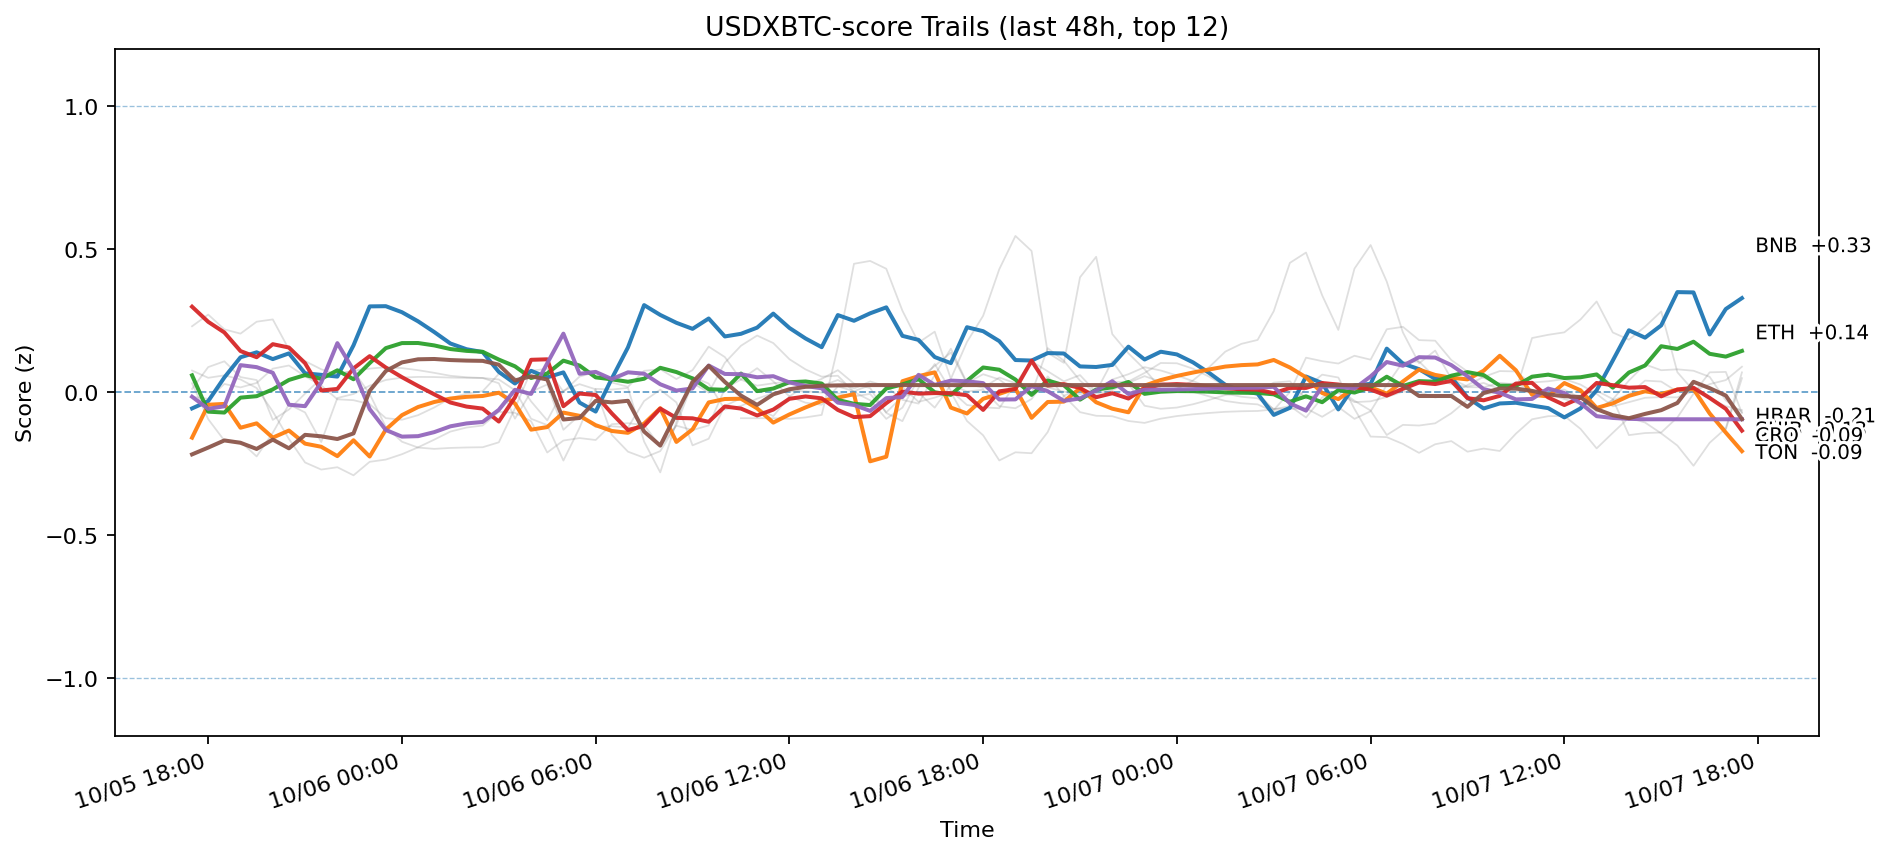 USDXBTC-score Trails (last 48h, top 12)
1.0
0.5
0.0
−0.5
−1.0
Score (z)
BNB +0.33
ETH +0.14
HBAR -0.21
CRO -0.09
TON -0.09
10/05 18:00
10/06 00:00
10/06 06:00
10/06 12:00
10/06 18:00
10/07 00:00
10/07 06:00
10/07 12:00
10/07 18:00
Time